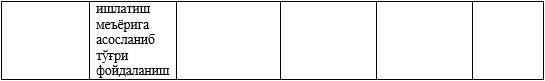 ишлатиш
меъёрига
асосланиб
тўғри
фойдаланиш